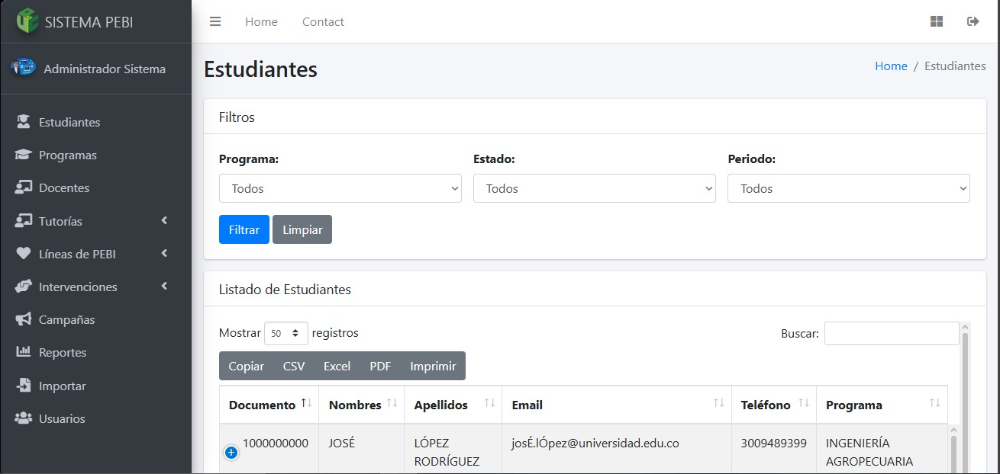 SISTEMA PEBI
Home Contact
Administrador Sistema
Estudiantes
Programas
Docentes
Tutorías
Líneas de PEBI
Intervenciones
Campañas
Reportes
Importar
Usuarios
Estudiantes
Home / Estudiantes
Filtros
Programa: Estado: Periodo:
Todos Todos Todos
Filtrar Limpiar
Listado de Estudiantes
Mostrar 50 registros Buscar:
Copiar CSV Excel PDF Imprimir
Documento Nombres Apellidos Email Teléfono Programa
1000000000 JOSÉ LÓPEZ josÉ.lÓpez@universidad.edu.co 3009489399 INGENIERÍA
RODRÍGUEZ AGROPECUARIA